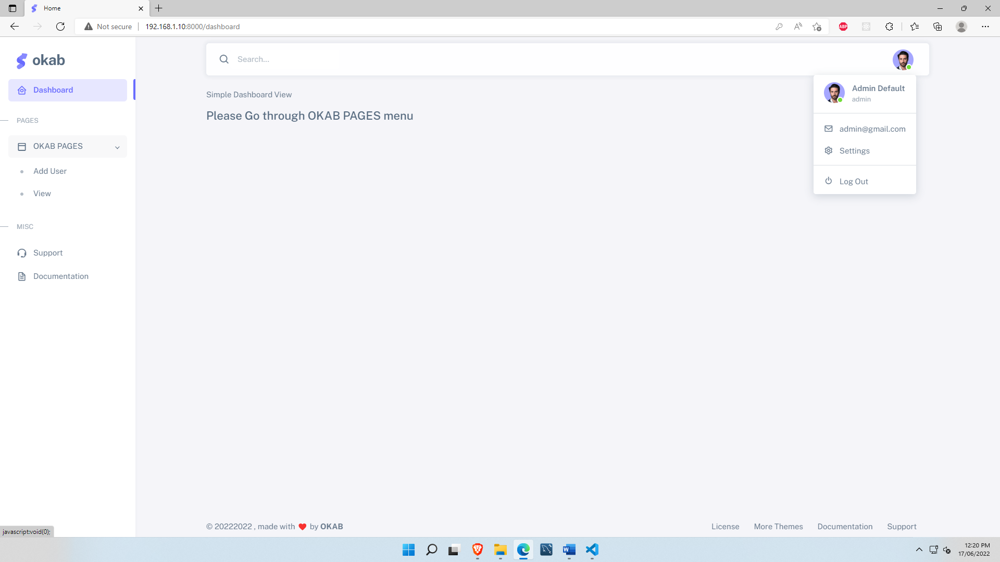 Home
Not secure
192.168.1.10:8000/dashboard
ABP
okab
Search...
Dashboard
Admin Default
admin
Simple Dashboard View
Please Go through OKAB PAGES menu
PAGES
admin@gmail.com
OKAB PAGES
Settings
Add User
Log Out
View
MISC
Support
Documentation
© 20222022 , made with ❤️ by OKAB
License
More Themes
Documentation
Support
javascript:void(0);
W
12:20 PM
17/06/2022